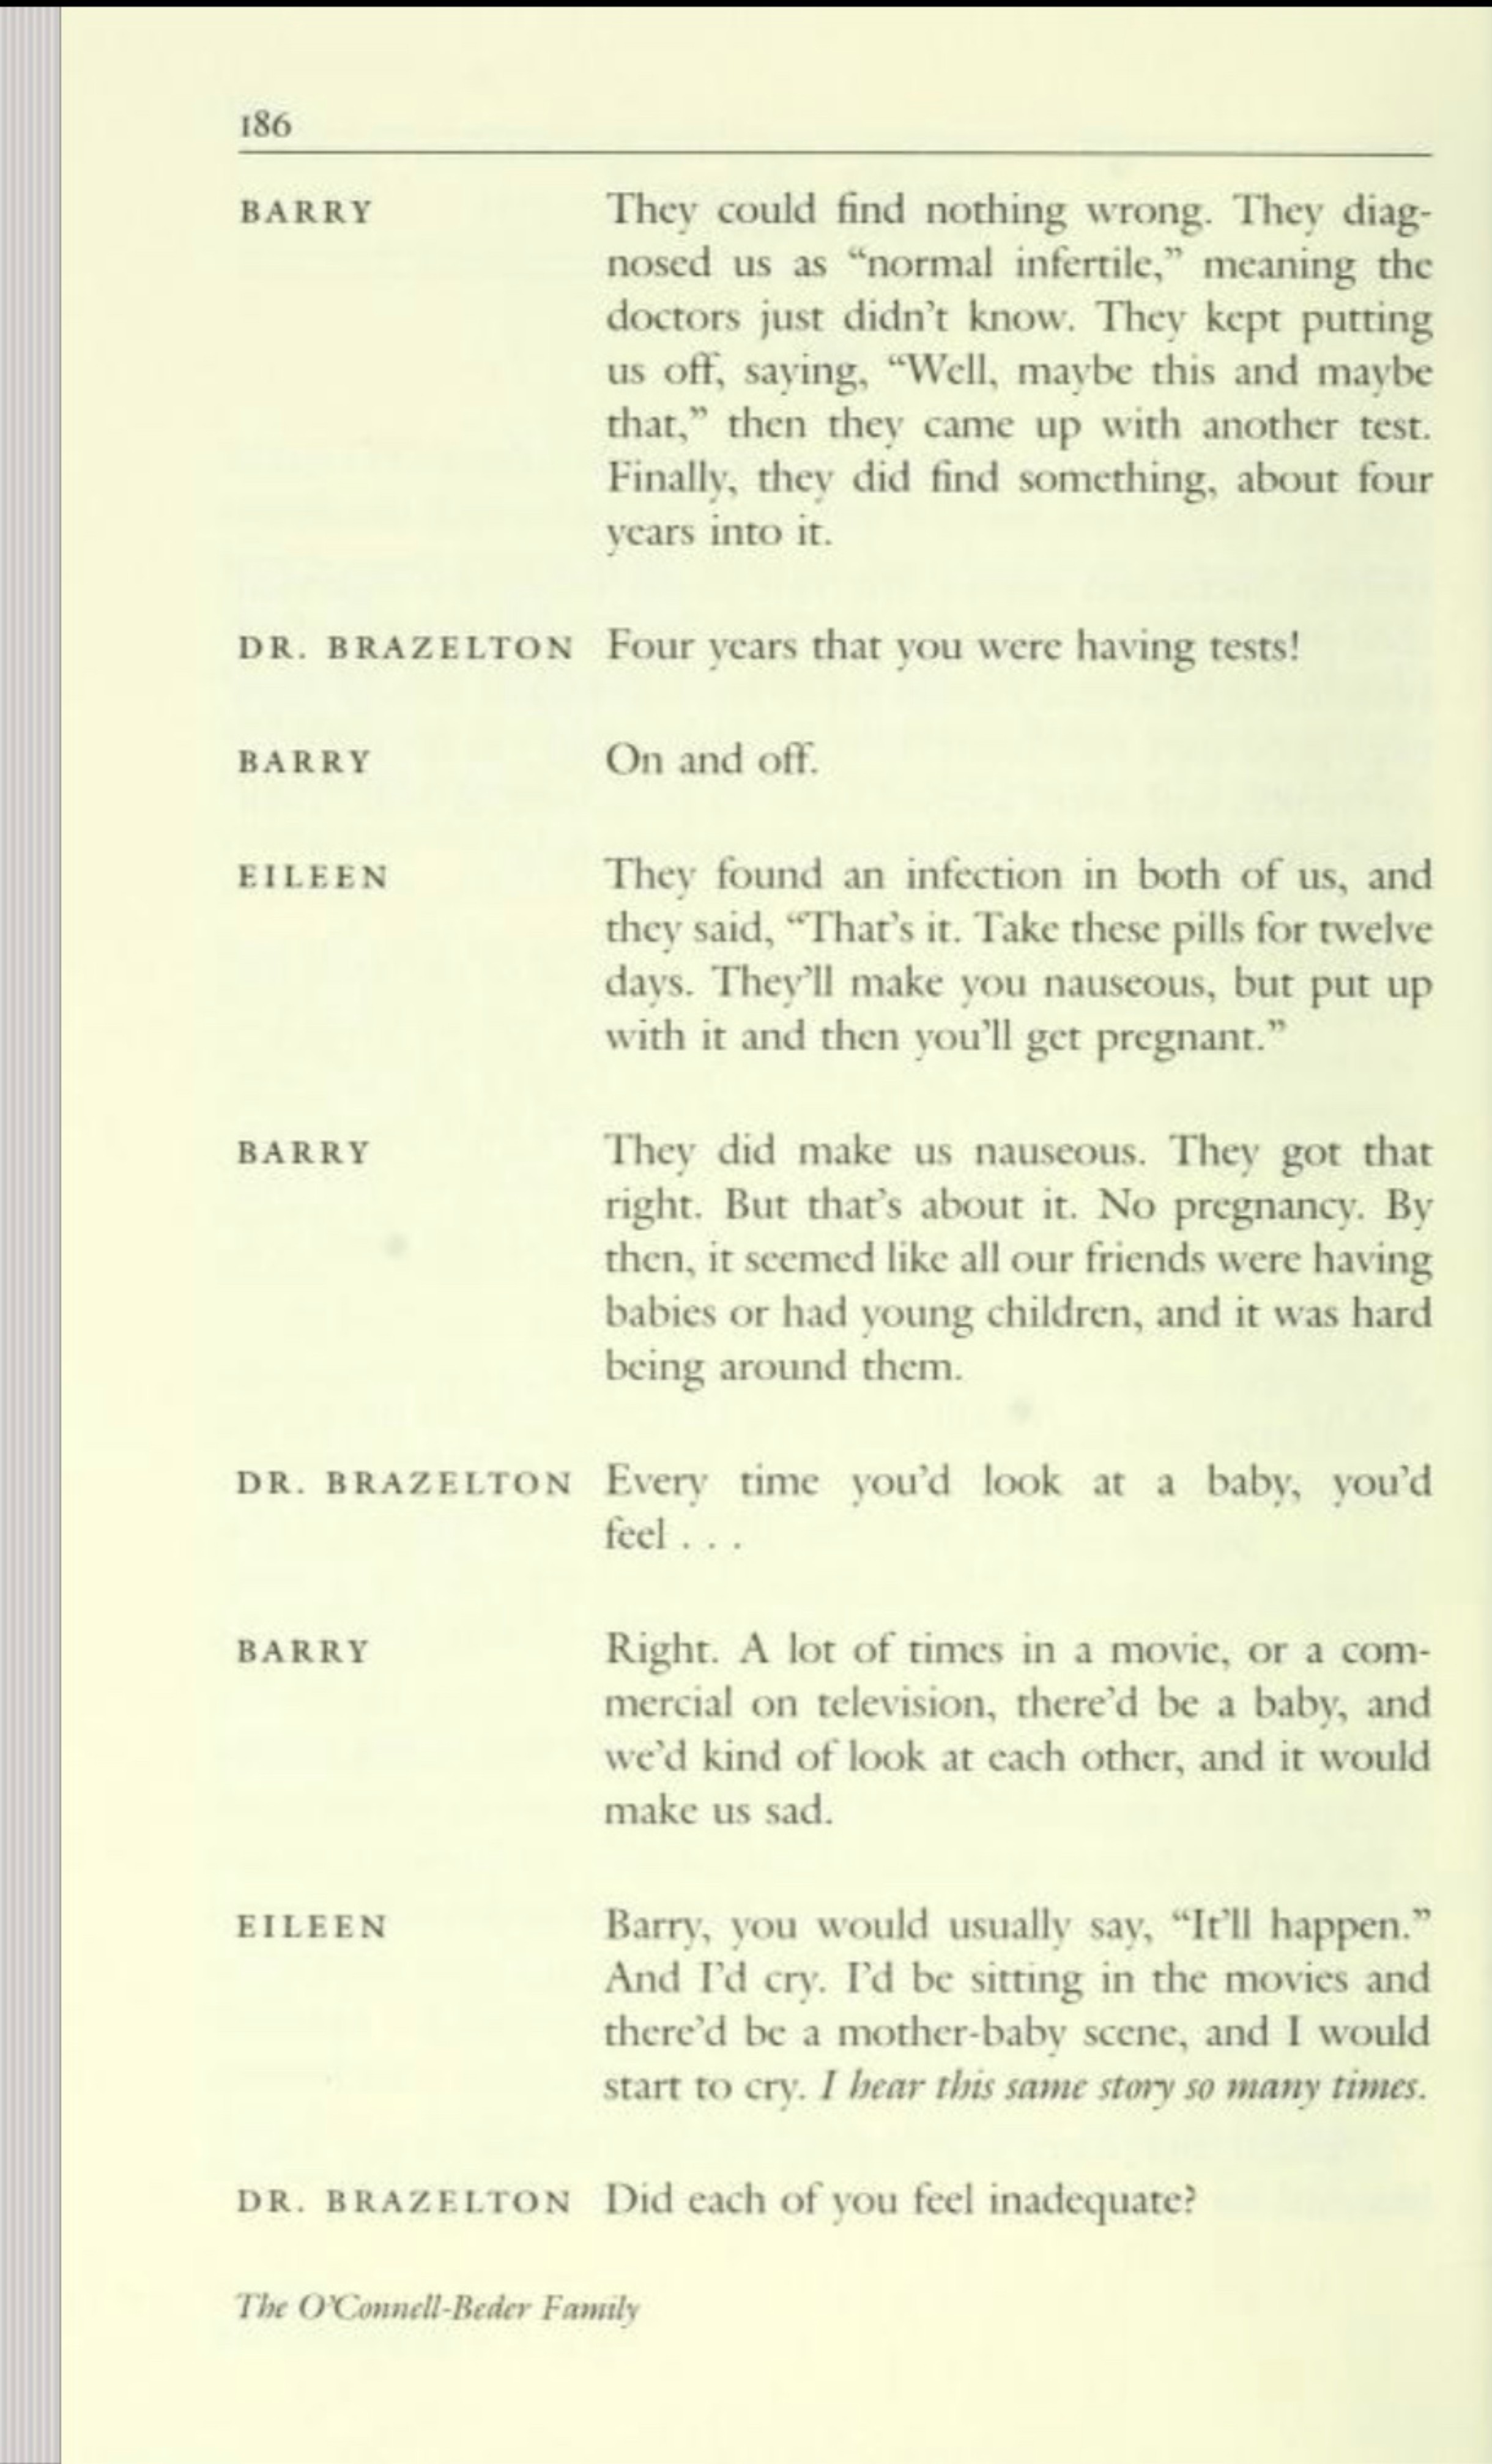 186
BARRY They could find nothing wrong. They diag-
nosed us as “normal infertile,” meaning the
doctors just didn’t know. They kept putting
us off, saying, “Well, maybe this and maybe
that,” then they came up with another test.
Finally, they did find something, about four
years into it.
DR. BRAZELTON Four years that you were having tests!
BARRY On and off.
EILEEN They found an infection in both of us, and
they said, “That’s it. Take these pills for twelve
days. They’ll make you nauseous, but put up
with it and then you’ll get pregnant.”
BARRY They did make us nauseous. They got that
right. But that’s about it. No pregnancy. By
then, it seemed like all our friends were having
babies or had young children, and it was hard
being around them.
DR. BRAZELTON Every time you’d look at a baby, you’d
feel . . .
BARRY Right. A lot of times in a movie, or a com-
mercial on television, there’d be a baby, and
we’d kind of look at each other, and it would
make us sad.
EILEEN Barry, you would usually say, “It’ll happen.”
And I’d cry. I’d be sitting in the movies and
there’d be a mother-baby scene, and I would
start to cry. I hear this same story so many times.
DR. BRAZELTON Did each of you feel inadequate?
The O’Connell-Beder Family